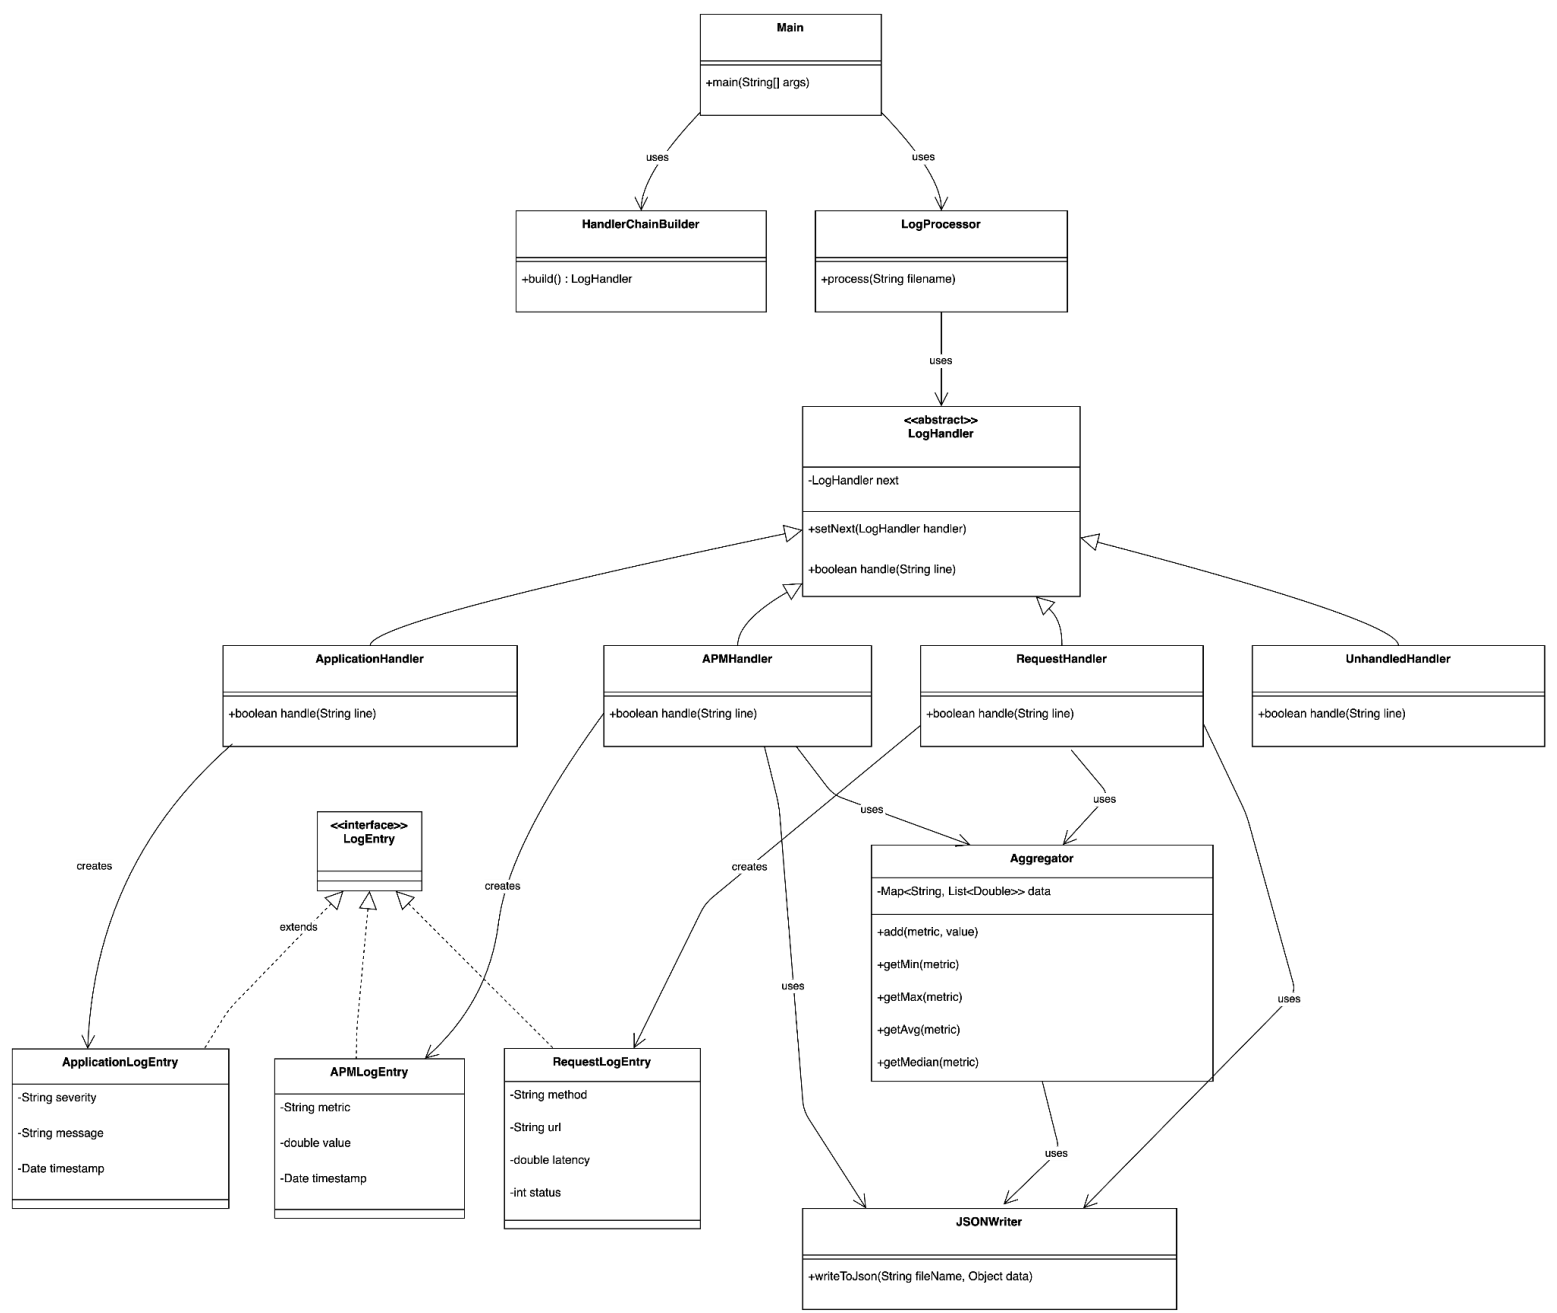 Main
+main(String[] args)
uses
uses
HandlerChainBuilder
+build() : LogHandler
LogProcessor
+process(String filename)
uses
<<abstract>>
LogHandler
-LogHandler next
+setNext(LogHandler handler)
+boolean handle(String line)
ApplicationHandler
+boolean handle(String line)
APMHandler
+boolean handle(String line)
RequestHandler
+boolean handle(String line)
UnhandledHandler
+boolean handle(String line)
uses
uses
<<interface>>
LogEntry
creates
creates
creates
extends
Aggregator
-Map<String, List<Double>> data
+add(metric, value)
+getMin(metric)
+getMax(metric)
+getAvg(metric)
+getMedian(metric)
uses
uses
ApplicationLogEntry
-String severity
-String message
-Date timestamp
APMLogEntry
-String metric
-double value
-Date timestamp
RequestLogEntry
-String method
-String url
-double latency
-int status
uses
JSONWriter
+writeToJson(String fileName, Object data)